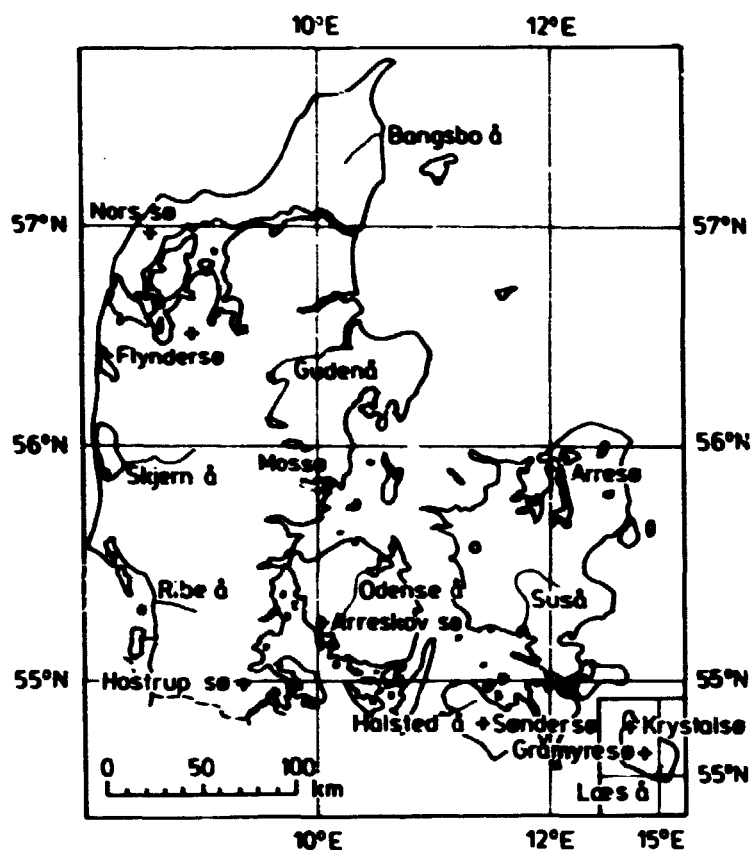 10°E 12°E
Bangsbo å
Nors sø
57°N 57°N
Flyndersø
Gudenå
56°N 56°N
Mossø
Arresø
Skjern å
Ribe å
Odense å
Suså
Arreskov sø
55°N 55°N
Hostrup sø
Halsted å
Søndersø
Krystalsø
Gråmyresø
0 50 100
km
55°N
Læs å
10°E 12°E 15°E